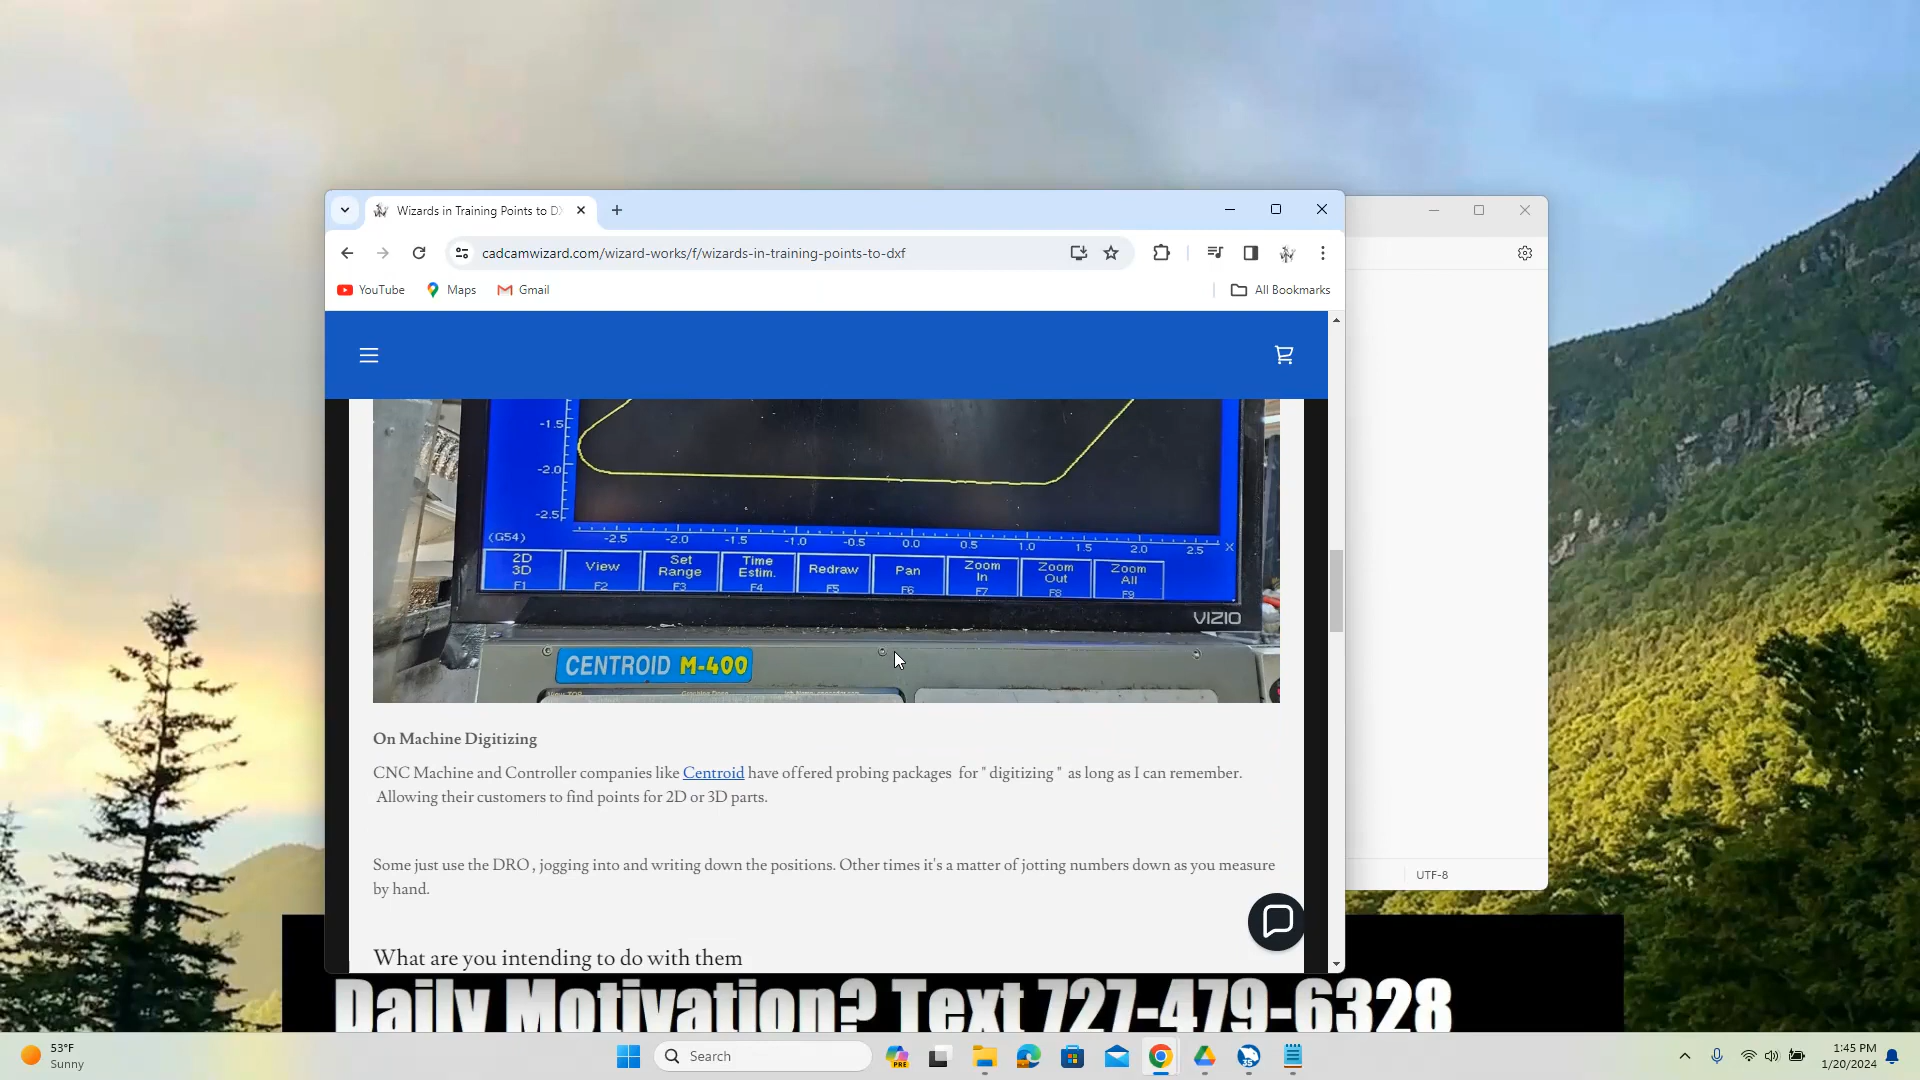 Wizards in Training Points to DX
cadcamwizard.com/wizard-works/f/wizards-in-training-points-to-dxf
YouTube
Maps
Gmail
All Bookmarks
-1.5
-2.0
-2.5
(G54)
-2.5 -2.0 -1.5 -1.0 -0.5 0.0 0.5 1.0 1.5 2.0 2.5 X
2D
3D
F1
View
F2
Set
Range
F3
Time
Estim.
F4
Redraw
F5
Pan
F6
Zoom
In
F7
Zoom
Out
F8
Zoom
All
F9
VIZIO
CENTROID M-400
On Machine Digitizing
CNC Machine and Controller companies like Centroid have offered probing packages for " digitizing " as long as I can remember.
Allowing their customers to find points for 2D or 3D parts.
Some just use the DRO , jogging into and writing down the positions. Other times it's a matter of jotting numbers down as you measure
by hand.
What are you intending to do with them
UTF-8
Daily Motivation? Text 727-479-6328
53°F
Sunny
Search
PRE
1:45 PM
1/20/2024